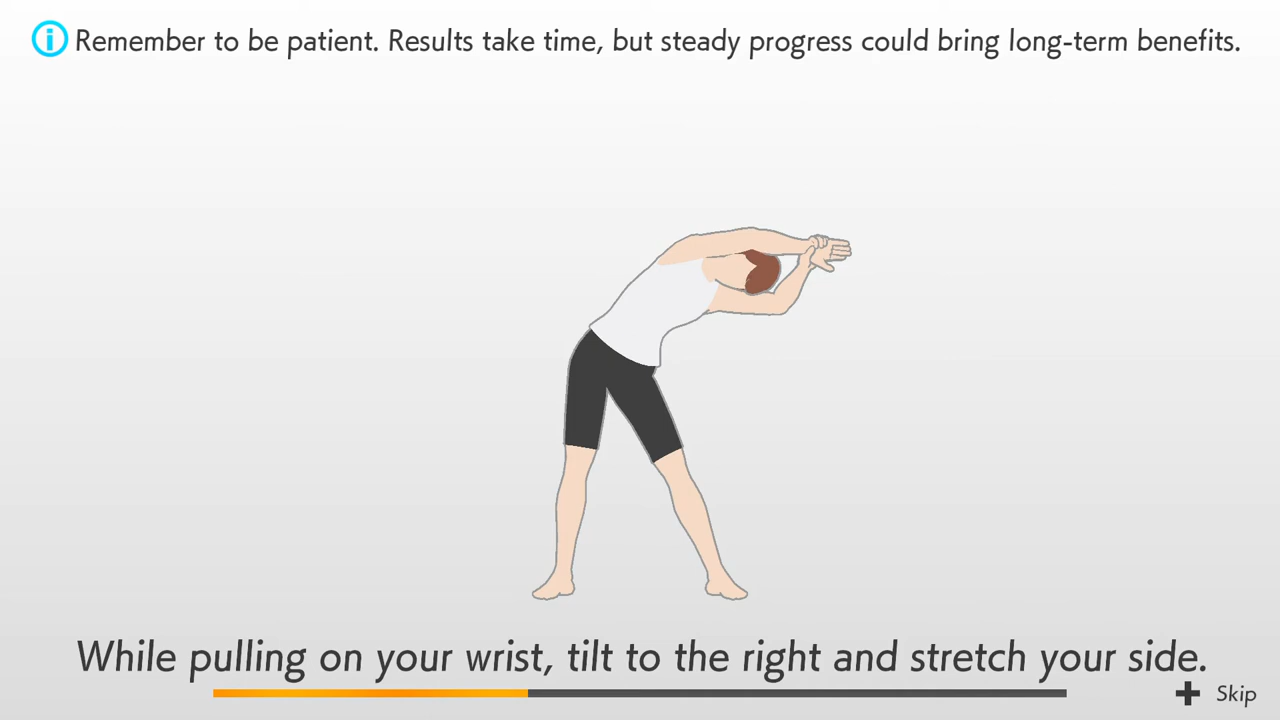 Remember to be patient. Results take time, but steady progress could bring long-term benefits.
While pulling on your wrist, tilt to the right and stretch your side.
Skip